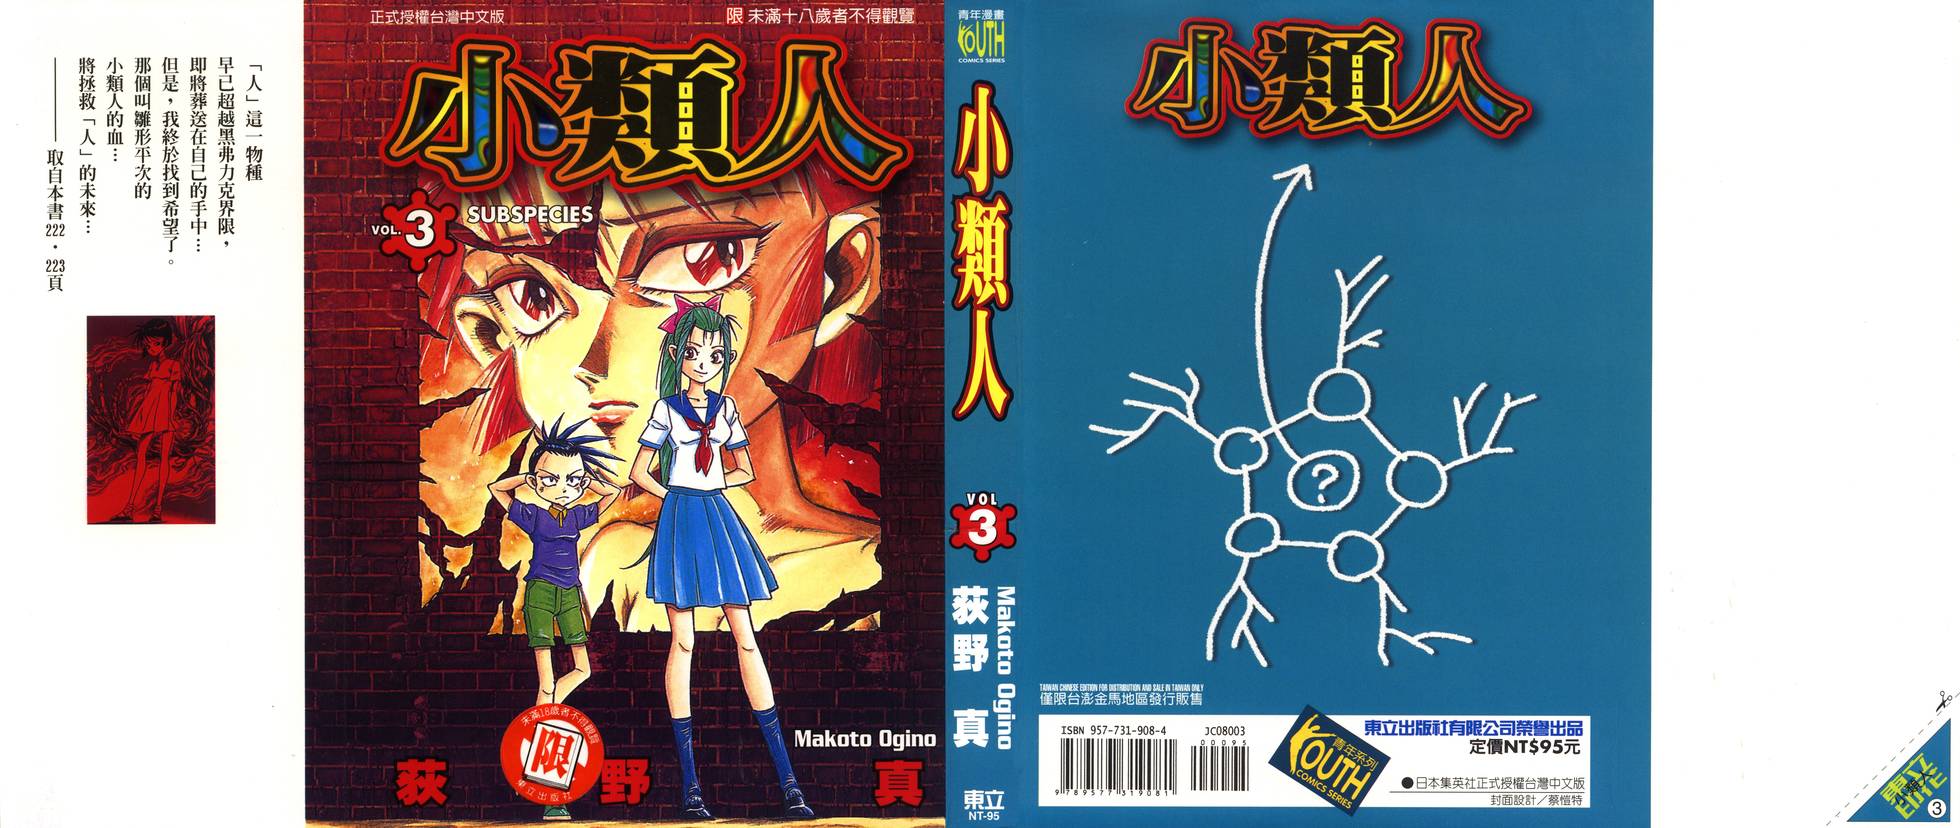 「人」這一物種
早已超越黑弗力克界限，
即將葬送在自己的手中…
但是，我終於找到希望了。
那個叫雛形平次的
小類人的血…
將拯救「人」的未來…
——取自本書222・223頁
正式授權台灣中文版
限 未滿十八歲者不得觀覽
小類人
VOL.3
SUBSPECIES
Makoto Ogino
荻野真
未滿18歲者不得觀覽
限
東立出版社
青年漫畫
YOUTH
COMICS SERIES
小類人
VOL
3
荻野真
Makoto Ogino
東立
NT-95
小類人
?
TAIWAN CHINESE EDITION FOR DISTRIBUTION AND SALE IN TAIWAN ONLY
僅限台澎金馬地區發行販售
ISBN 957-731-908-4
JC08003
00095
9789577319081
青年系列
YOUTH
COMICS SERIES
東立出版社有限公司榮譽出品
定價NT$95元
●日本集英社正式授權台灣中文版
封面設計／蔡愷特
東立
印花
小類人
3